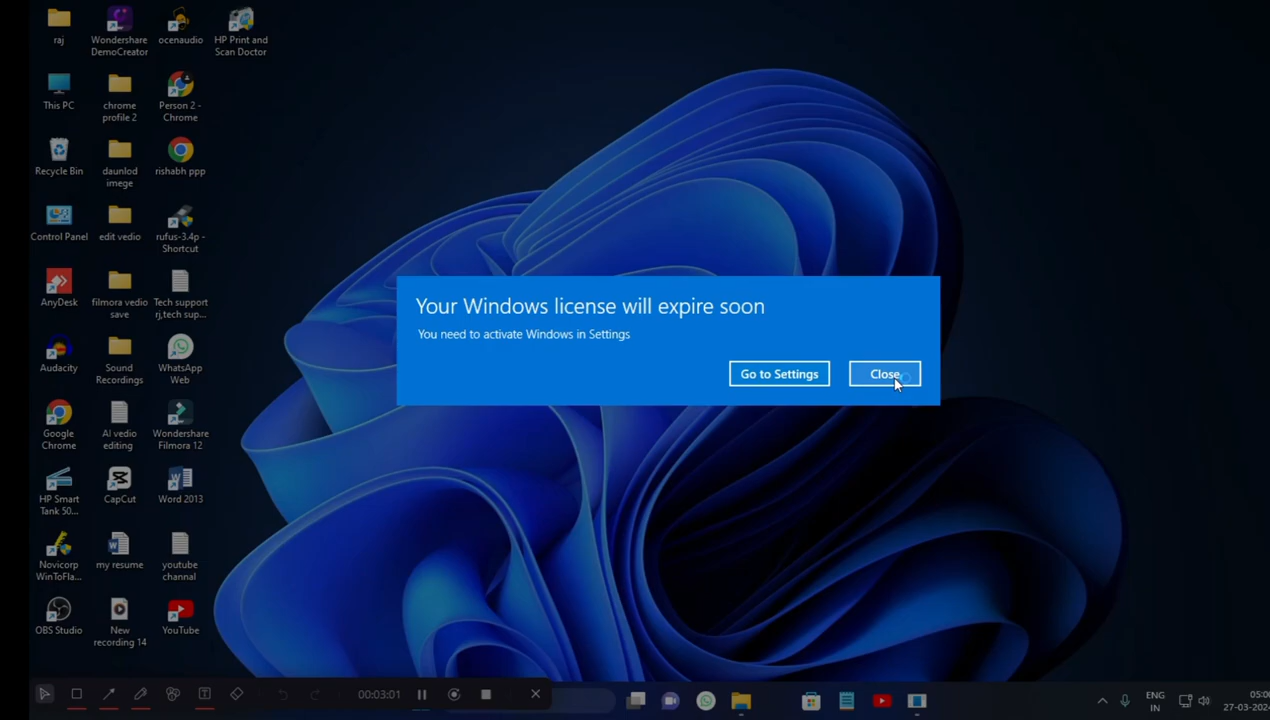 raj
Wondershare
DemoCreator
ocenaudio
HP Print and
Scan Doctor
This PC
chrome
profile 2
Person 2 -
Chrome
Recycle Bin
daunlod
imege
rishabh ppp
Control Panel
edit vedio
rufus-3.4p -
Shortcut
AnyDesk
filmora vedio
save
Tech support
rj,tech sup...
Audacity
Sound
Recordings
WhatsApp
Web
Google
Chrome
AI vedio
editing
Wondershare
Filmora 12
HP Smart
Tank 50...
CapCut
Word 2013
Novicorp
WinToFla...
my resume
youtube
channel
OBS Studio
New
recording 14
YouTube
Your Windows license will expire soon
You need to activate Windows in Settings
Go to Settings
Close
00:03:01
ENG
IN
05:00
27-03-2024